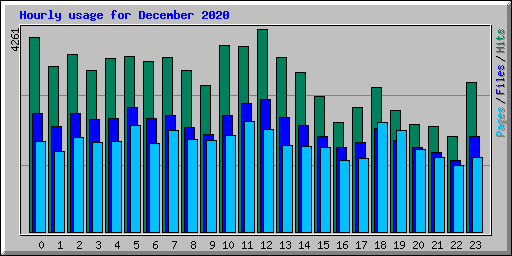 Hourly usage for December 2020
4261
Pages / Files / Hits
0 1 2 3 4 5 6 7 8 9 10 11 12 13 14 15 16 17 18 19 20 21 22 23